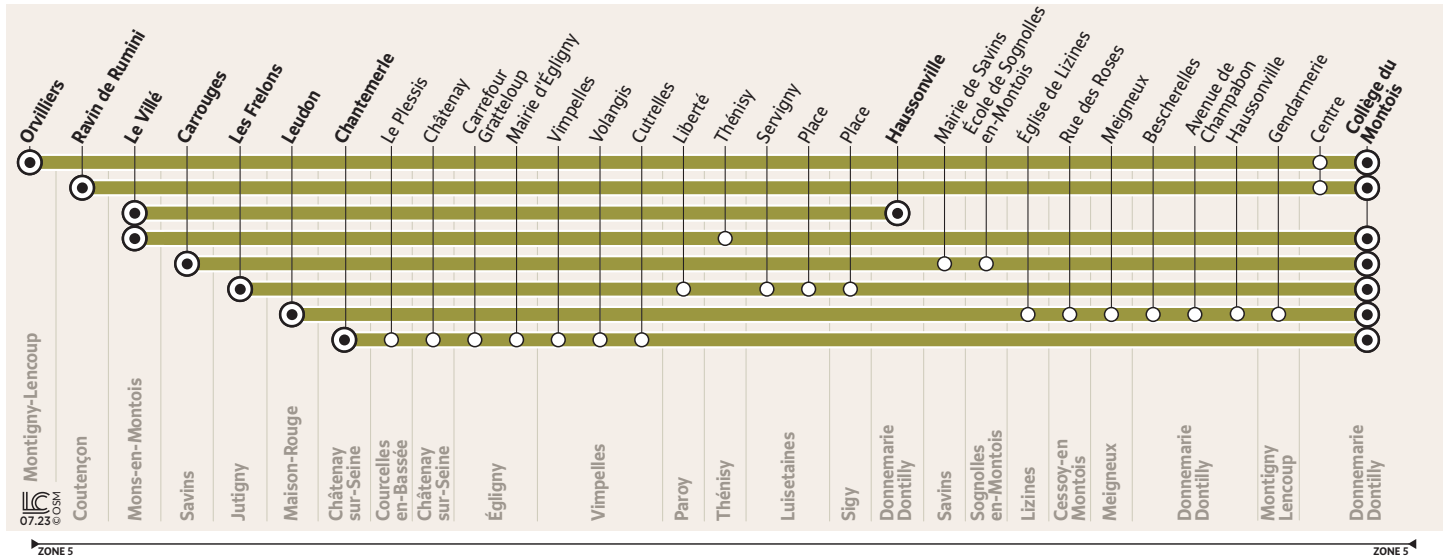 Orvilliers
Ravin de Rumini
Le Villé
Carrouges
Les Frelons
Leudon
Chantemerle
Le Plessis
Châtenay
Carrefour
Gratteloup
Mairie d'Égligny
Vimpelles
Volangis
Cutrelles
Liberté
Thénisy
Servigny
Place
Place
Haussonville
Mairie de Savins
École de Sognolles
en-Montois
Église de Lizines
Rue des Roses
Meigneux
Bescherelles
Avenue de
Champabon
Haussonville
Gendarmerie
Centre
Collège du
Montois
Montigny-Lencoup
Coutençon
Mons-en-Montois
Savins
Jutigny
Maison-Rouge
Châtenay
sur-Seine
Courcelles
en-Bassée
Châtenay
sur-Seine
Égligny
Vimpelles
Paroy
Thénisy
Luisetaines
Sigy
Donnemarie
Dontilly
Savins
Sognolles
en-Montois
Lizines
Cessoy-en
Montois
Meigneux
Donnemarie
Dontilly
Montigny
Lencoup
Donnemarie
Dontilly
07.23 © OSM
ZONE 5
ZONE 5